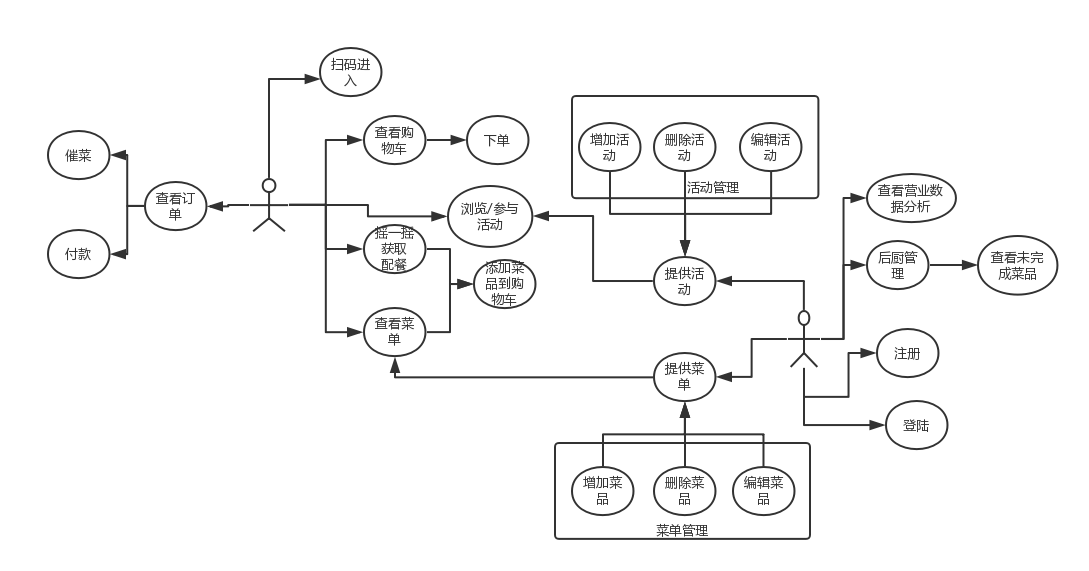 扫码进
入
查看购
物车
下单
催菜
查看订
单
付款
浏览/参与
活动
摇一摇
获取
配餐
添加菜
品到购
物车
查看菜
单
增加活
动
删除活
动
编辑活
动
活动管理
提供活
动
查看营业数
据分析
后厨管
理
查看未完
成菜品
注册
登陆
提供菜
单
增加菜
品
删除菜
品
编辑菜
品
菜单管理